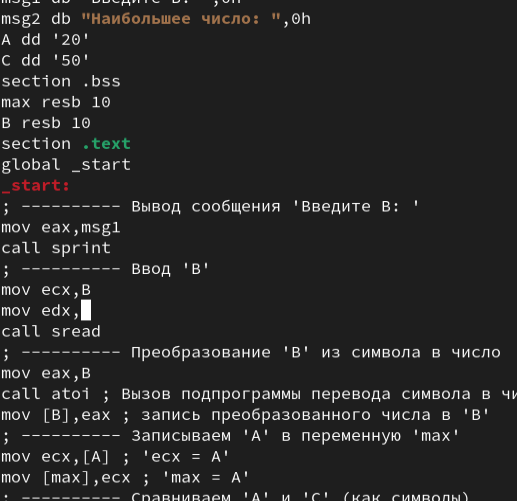 msg1 db "Введите B: ",0h
msg2 db "Наибольшее число: ",0h
A dd '20'
C dd '50'
section .bss
max resb 10
B resb 10
section .text
global _start
_start:
; ---------- Вывод сообщения 'Введите B: '
mov eax,msg1
call sprint
; ---------- Ввод 'B'
mov ecx,B
mov edx,
call sread
; ---------- Преобразование 'B' из символа в число
mov eax,B
call atoi ; Вызов подпрограммы перевода символа в чи
mov [B],eax ; запись преобразованного числа в 'B'
; ---------- Записываем 'A' в переменную 'max'
mov ecx,[A] ; 'ecx = A'
mov [max],ecx ; 'max = A'
; ---------- Сравниваем 'A' и 'C' (как символы)